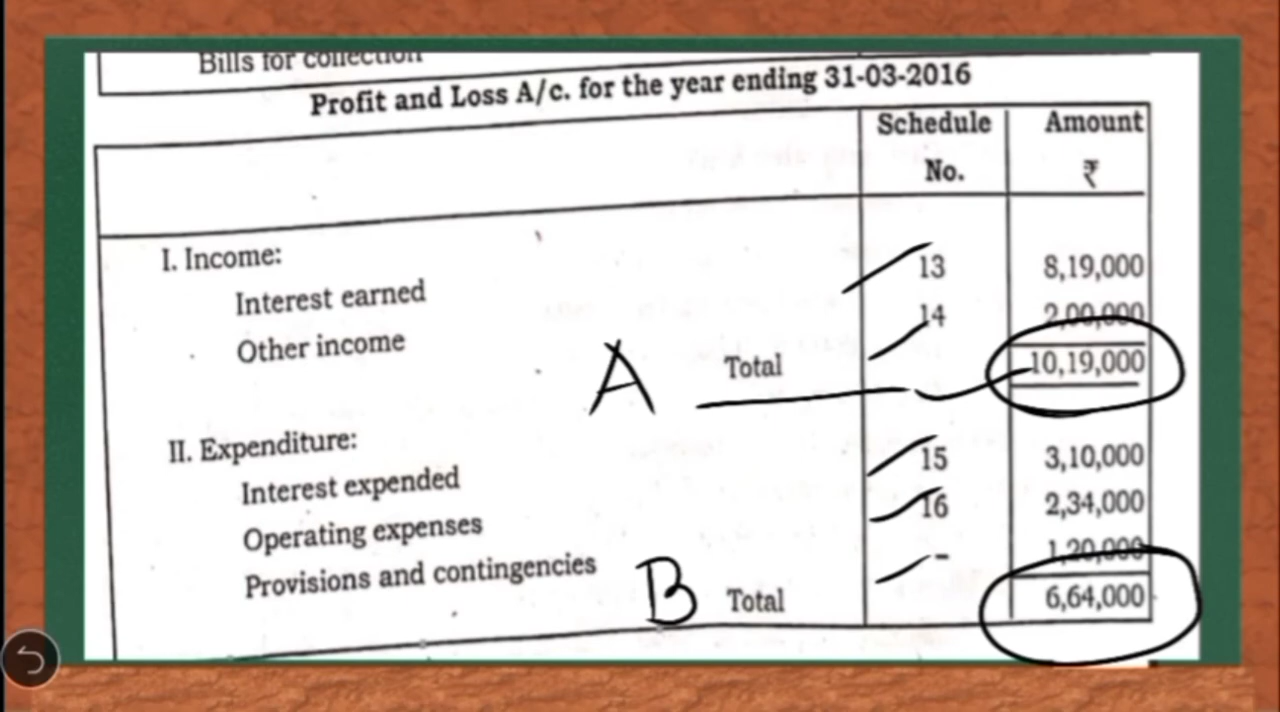 Bills for collection
Profit and Loss A/c. for the year ending 31-03-2016
Schedule No. Amount ₹
I. Income:
Interest earned 13 8,19,000
Other income 14 2,00,000
A Total 10,19,000
II. Expenditure:
Interest expended 15 3,10,000
Operating expenses 16 2,34,000
Provisions and contingencies – 1,20,000
B Total 6,64,000